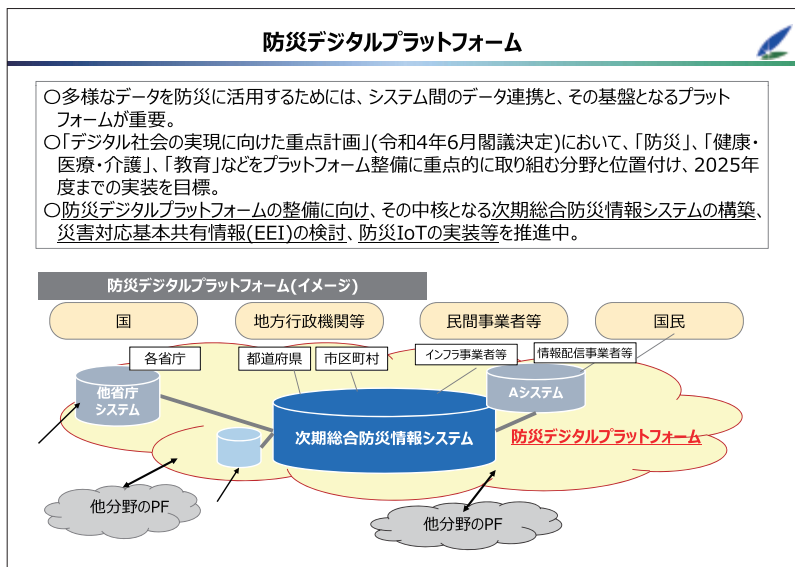 防災デジタルプラットフォーム
〇多様なデータを防災に活用するためには、システム間のデータ連携と、その基盤となるプラット
フォームが重要。
〇「デジタル社会の実現に向けた重点計画」(令和4年6月閣議決定)において、「防災」、「健康・
医療・介護」、「教育」などをプラットフォーム整備に重点的に取り組む分野と位置付け、2025年
度までの実装を目標。
〇防災デジタルプラットフォームの整備に向け、その中核となる次期総合防災情報システムの構築、
災害対応基本共有情報(EEI)の検討、防災IoTの実装等を推進中。
防災デジタルプラットフォーム(イメージ)
国
地方行政機関等
民間事業者等
国民
各省庁
都道府県
市区町村
インフラ事業者等
情報配信事業者等
他省庁
システム
Aシステム
次期総合防災情報システム
防災デジタルプラットフォーム
他分野のPF
他分野のPF